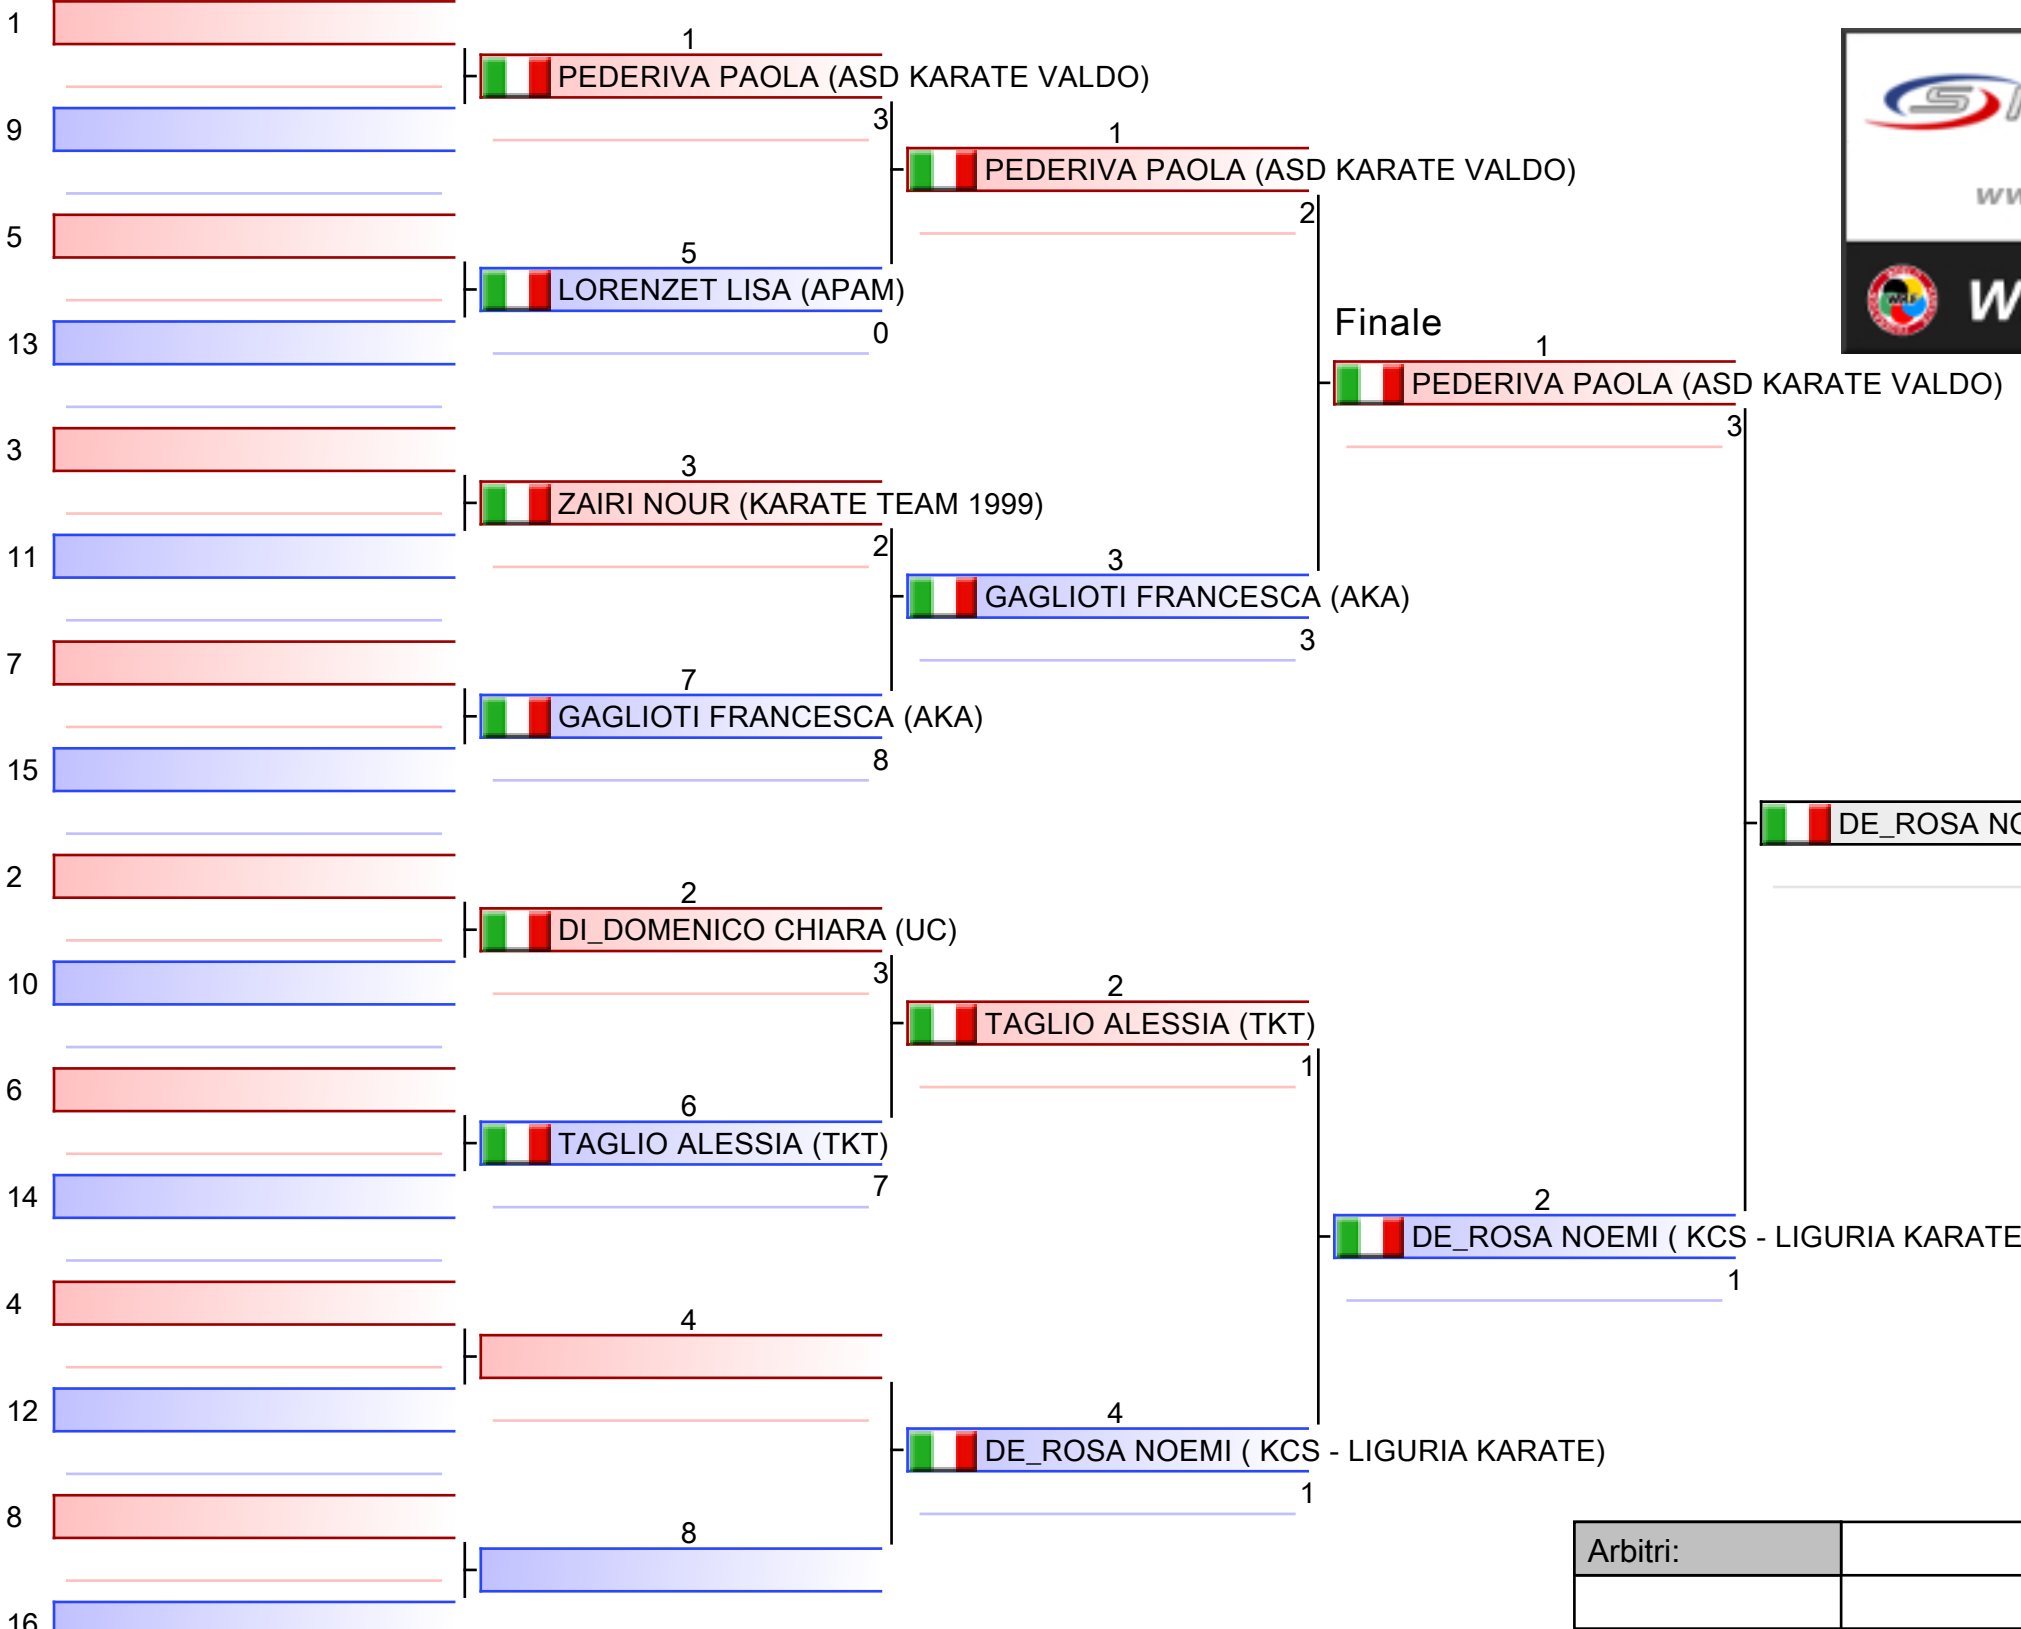 1
9
5
13
3
11
7
15
2
10
6
14
4
12
8
16
1
PEDERIVA PAOLA (ASD KARATE VALDO)
3
5
LORENZET LISA (APAM)
0
3
ZAIRI NOUR (KARATE TEAM 1999)
2
7
GAGLIOTI FRANCESCA (AKA)
8
2
DI_DOMENICO CHIARA (UC)
3
6
TAGLIO ALESSIA (TKT)
7
4
8
1
PEDERIVA PAOLA (ASD KARATE VALDO)
2
3
GAGLIOTI FRANCESCA (AKA)
3
2
TAGLIO ALESSIA (TKT)
1
4
DE_ROSA NOEMI ( KCS - LIGURIA KARATE)
1
Finale
1
PEDERIVA PAOLA (ASD KARATE VALDO)
3
2
DE_ROSA NOEMI ( KCS - LIGURIA KARATE
1
DE_ROSA
S
ww
W
Arbitri: